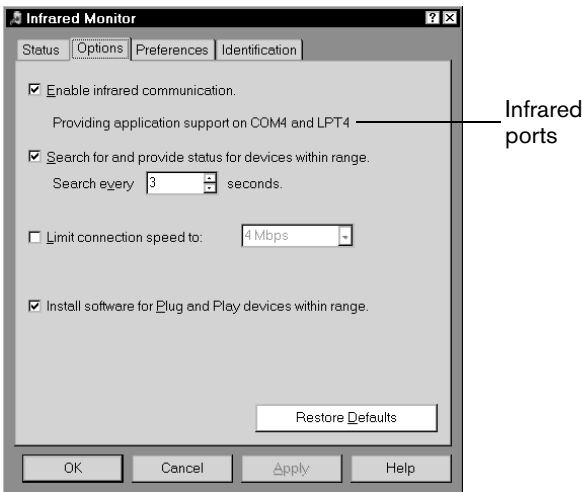 Infrared Monitor
Status Options Preferences Identification
Enable infrared communication.
Providing application support on COM4 and LPT4
Infrared
ports
Search for and provide status for devices within range.
Search every 3 seconds.
Limit connection speed to: 4 Mbps
Install software for Plug and Play devices within range.
Restore Defaults
OK Cancel Apply Help